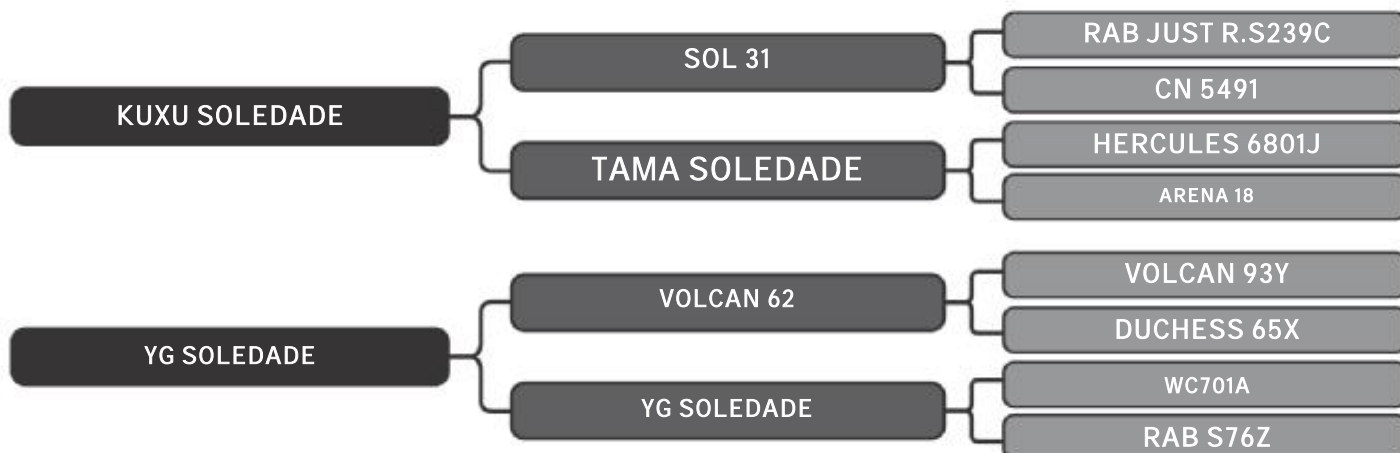 RAB JUST R.S239C
SOL 31
CN 5491
KUXU SOLEDADE
HERCULES 6801J
TAMA SOLEDADE
ARENA 18
VOLCAN 93Y
VOLCAN 62
DUCHESS 65X
YG SOLEDADE
WC701A
YG SOLEDADE
RAB S76Z